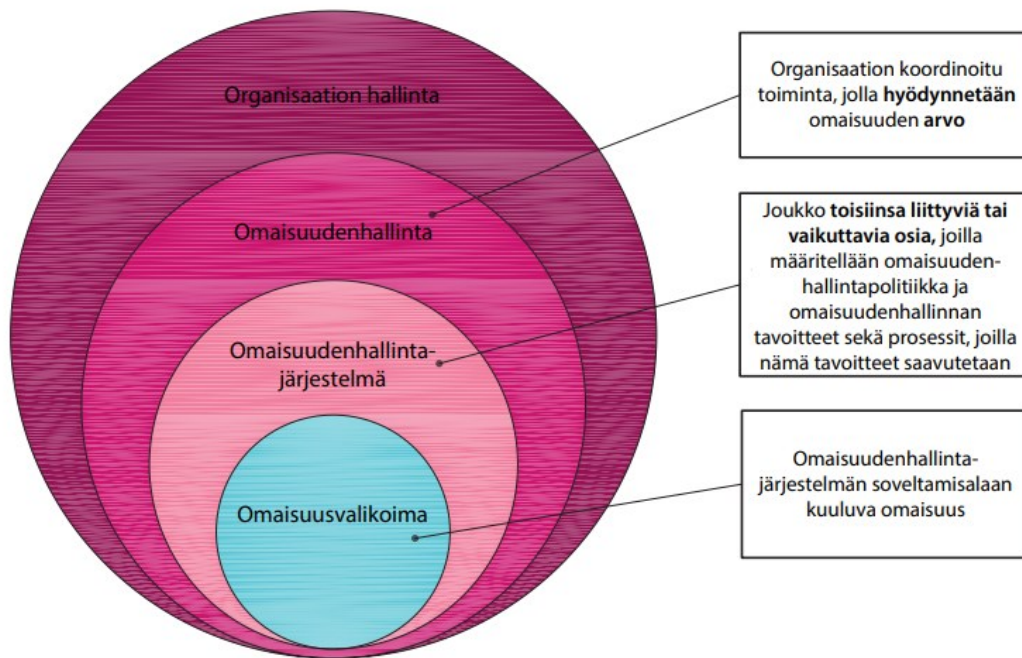 Organisaation hallinta
Omaisuudenhallinta
Omaisuudenhallinta-
järjestelmä
Omaisuusvalikoima
Organisaation koordinoitu
toiminta, jolla hyödynnetään
omaisuuden arvo
Joukko toisiinsa liittyviä tai
vaikuttavia osia, joilla
määritellään omaisuuden-
hallintapolitiikka ja
omaisuudenhallinnan
tavoitteet sekä prosessit, joilla
nämä tavoitteet saavutetaan
Omaisuudenhallinta-
järjestelmän soveltamisalaan
kuuluva omaisuus